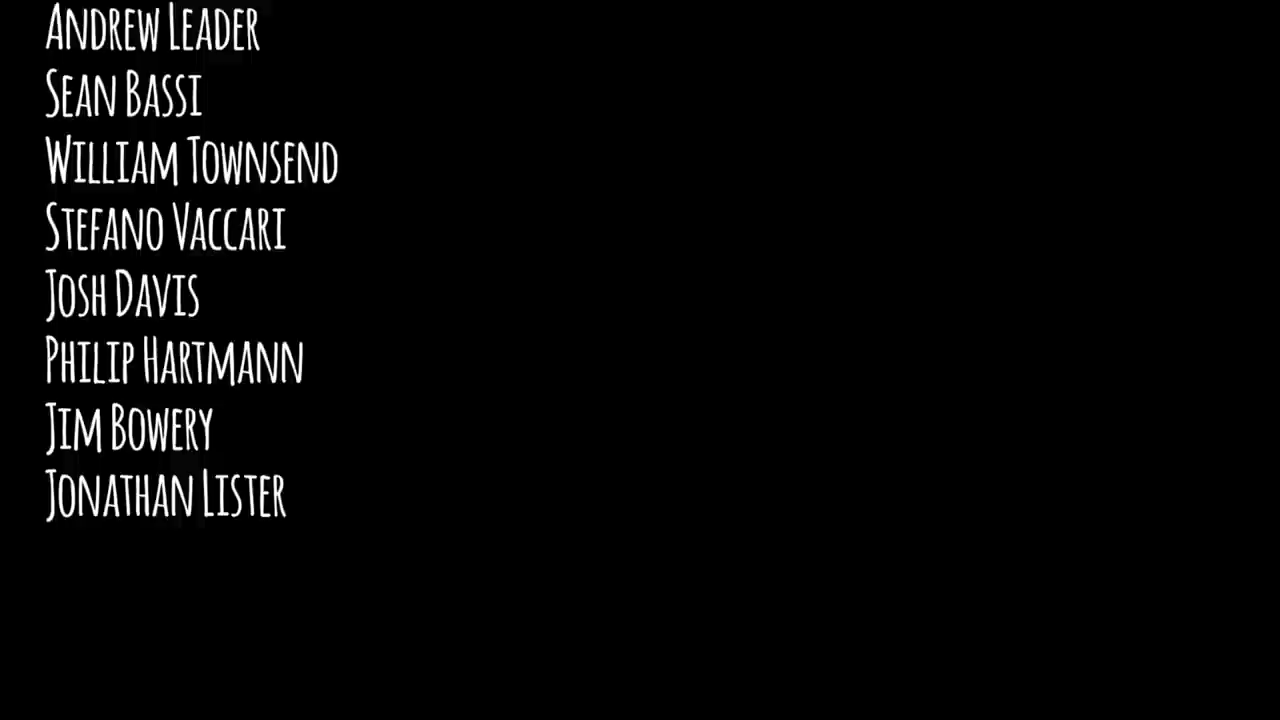 Andrew Leader
Sean Bassi
William Townsend
Stefano Vaccari
Josh Davis
Philip Hartmann
Jim Bowery
Jonathan Lister